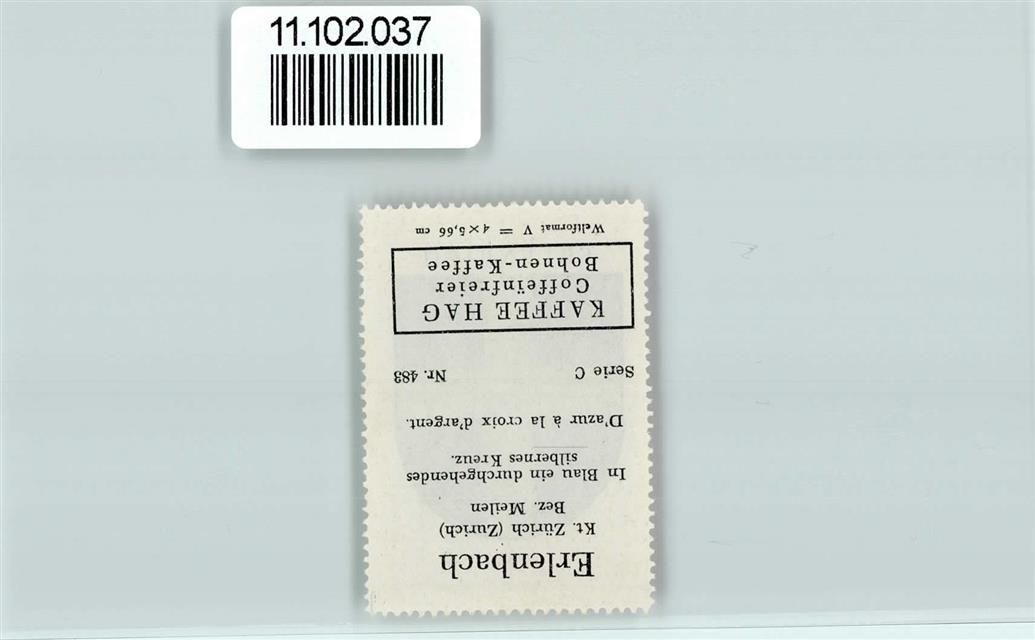 11.102.037
Erlenbach
Kt. Zürich (Zurich)
Bez. Meilen
In Blau ein durchgehendes
silbernes Kreuz.
D'azur à la croix d'argent.
Serie C Nr. 483
KAFFEE HAG
Coffeïnfreier
Bohnen-Kaffee
Weltformat V = 4×5,66 cm